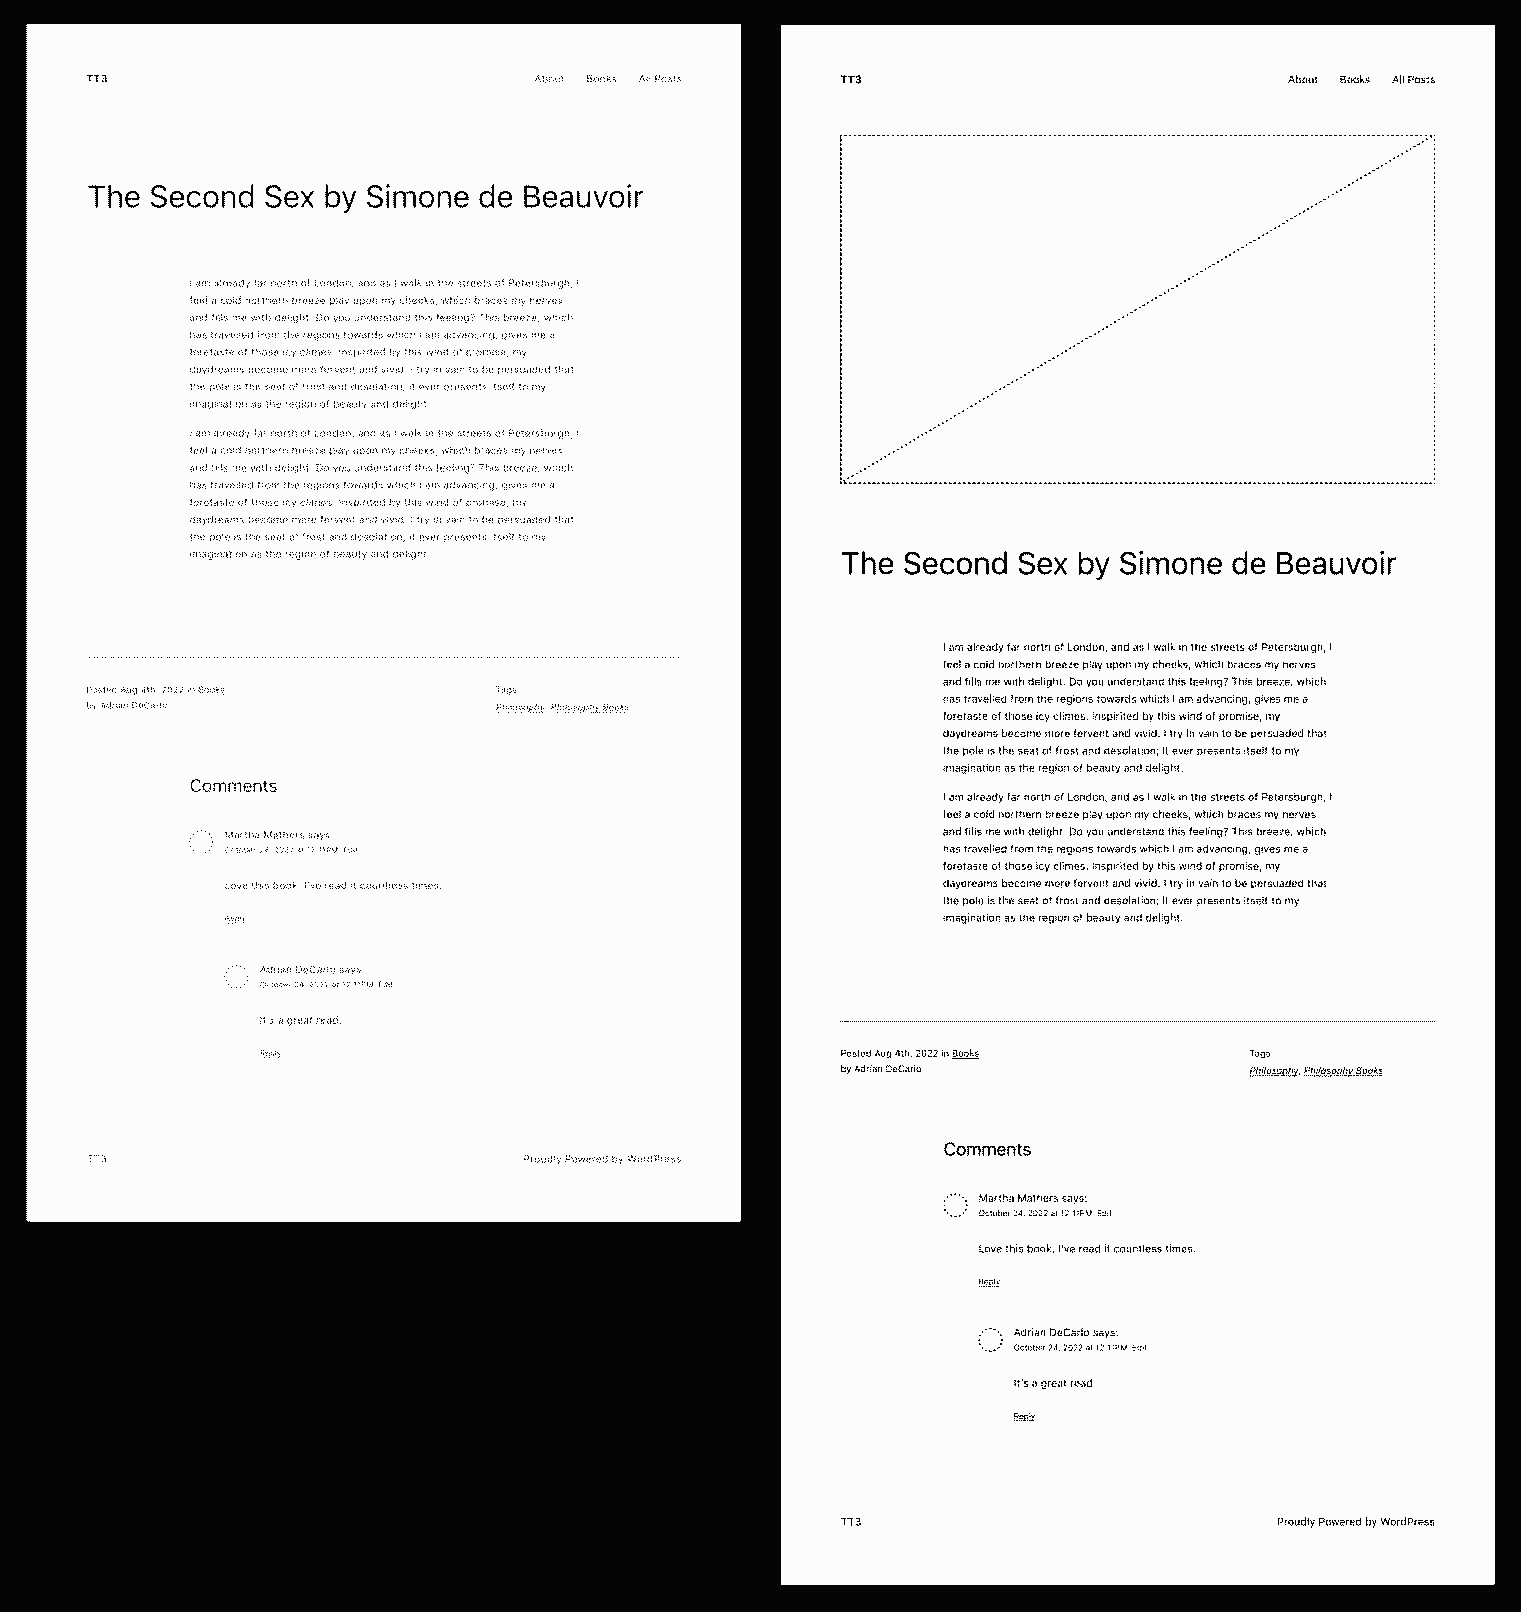 TT3
About Books All Posts
The Second Sex by Simone de Beauvoir
I am already far north of London, and as I walk in the streets of Petersburgh, I
feel a cold northern breeze play upon my cheeks, which braces my nerves
and fills me with delight. Do you understand this feeling? This breeze, which
has travelled from the regions towards which I am advancing, gives me a
foretaste of those icy climes. Inspirited by this wind of promise, my
daydreams become more fervent and vivid. I try in vain to be persuaded that
the pole is the seat of frost and desolation; it ever presents itself to my
imagination as the region of beauty and delight.
I am already far north of London, and as I walk in the streets of Petersburgh, I
feel a cold northern breeze play upon my cheeks, which braces my nerves
and fills me with delight. Do you understand this feeling? This breeze, which
has travelled from the regions towards which I am advancing, gives me a
foretaste of those icy climes. Inspirited by this wind of promise, my
daydreams become more fervent and vivid. I try in vain to be persuaded that
the pole is the seat of frost and desolation; it ever presents itself to my
imagination as the region of beauty and delight.
Posted Aug 4th, 2022 in Books
by Adrian DeCarlo
Tags
Philosophy, Philosophy Books
Comments
Martha Mathers says:
October 24, 2022 at 12:11PM Edit
Love this book. I've read it countless times.
Reply
Adrian DeCarlo says:
October 24, 2022 at 12:11PM Edit
It's a great read.
Reply
TT3
Proudly Powered by WordPress
TT3
About Books All Posts
The Second Sex by Simone de Beauvoir
I am already far north of London, and as I walk in the streets of Petersburgh, I
feel a cold northern breeze play upon my cheeks, which braces my nerves
and fills me with delight. Do you understand this feeling? This breeze, which
has travelled from the regions towards which I am advancing, gives me a
foretaste of those icy climes. Inspirited by this wind of promise, my
daydreams become more fervent and vivid. I try in vain to be persuaded that
the pole is the seat of frost and desolation; it ever presents itself to my
imagination as the region of beauty and delight.
I am already far north of London, and as I walk in the streets of Petersburgh, I
feel a cold northern breeze play upon my cheeks, which braces my nerves
and fills me with delight. Do you understand this feeling? This breeze, which
has travelled from the regions towards which I am advancing, gives me a
foretaste of those icy climes. Inspirited by this wind of promise, my
daydreams become more fervent and vivid. I try in vain to be persuaded that
the pole is the seat of frost and desolation; it ever presents itself to my
imagination as the region of beauty and delight.
Posted Aug 4th, 2022 in Books
by Adrian DeCarlo
Tags
Philosophy, Philosophy Books
Comments
Martha Mathers says:
October 24, 2022 at 12:11PM Edit
Love this book. I've read it countless times.
Reply
Adrian DeCarlo says:
October 24, 2022 at 12:11PM Edit
It's a great read.
Reply
TT3
Proudly Powered by WordPress